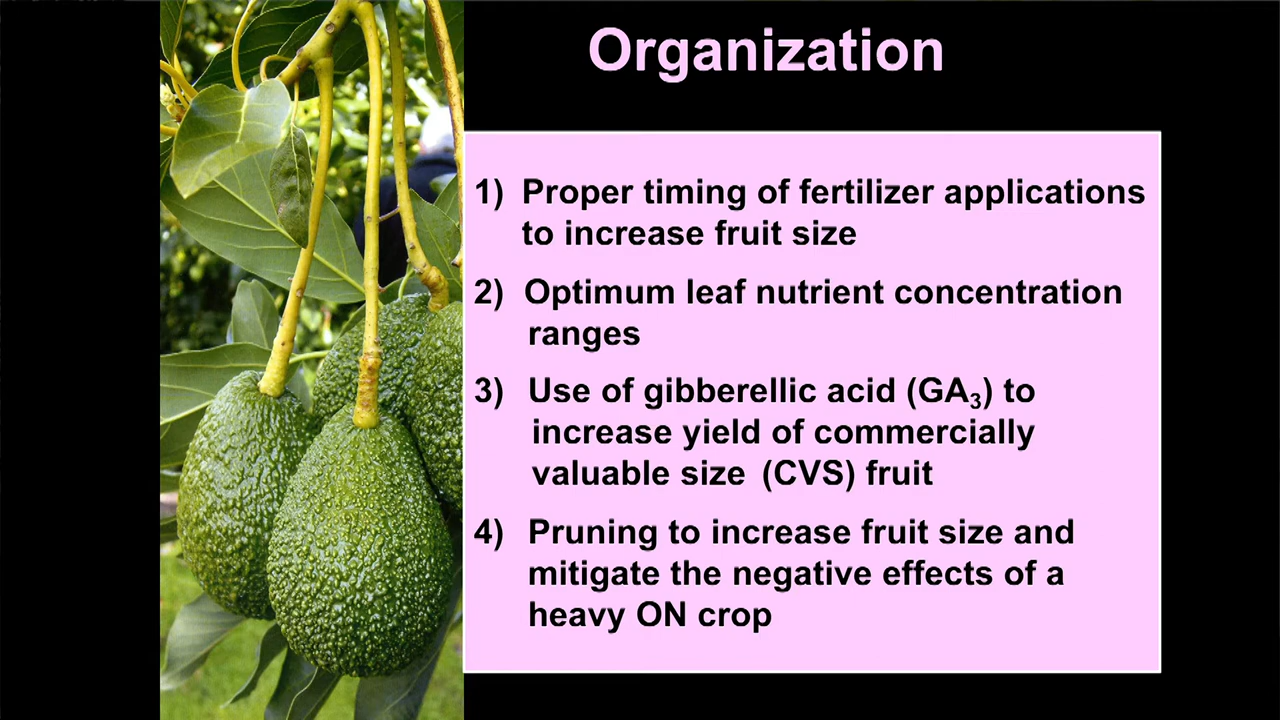 Organization
1) Proper timing of fertilizer applications
to increase fruit size
2) Optimum leaf nutrient concentration
ranges
3) Use of gibberellic acid (GA₃) to
increase yield of commercially
valuable size (CVS) fruit
4) Pruning to increase fruit size and
mitigate the negative effects of a
heavy ON crop